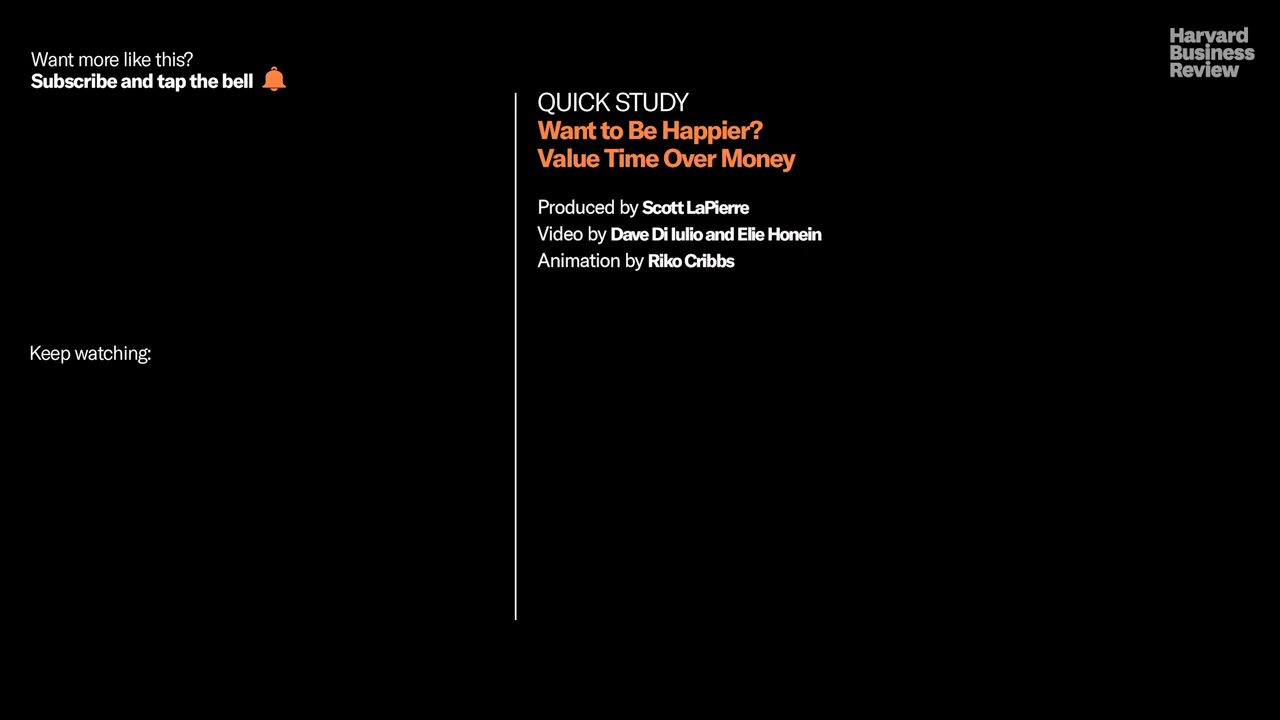 Want more like this?
Subscribe and tap the bell
Harvard
Business
Review
QUICK STUDY
Want to Be Happier?
Value Time Over Money
Produced by Scott LaPierre
Video by Dave Di Iulio and Elie Honein
Animation by Riko Cribbs
Keep watching: